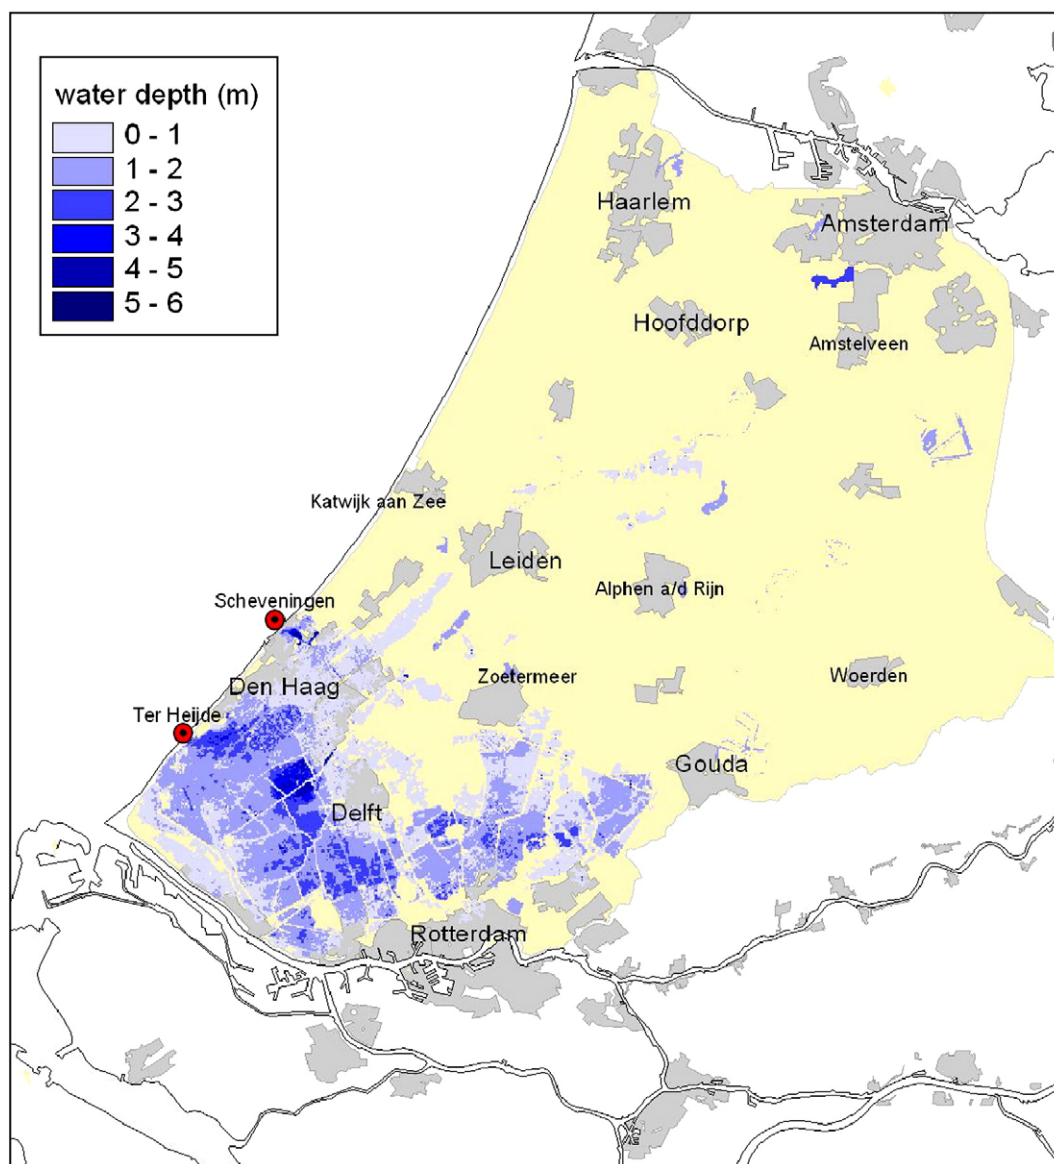 water depth (m)
0 - 1
1 - 2
2 - 3
3 - 4
4 - 5
5 - 6
Haarlem
Amsterdam
Hoofddorp
Amstelveen
Katwijk aan Zee
Leiden
Alphen a/d Rijn
Scheveningen
Zoetermeer
Woerden
Den Haag
Ter Heijde
Gouda
Delft
Rotterdam